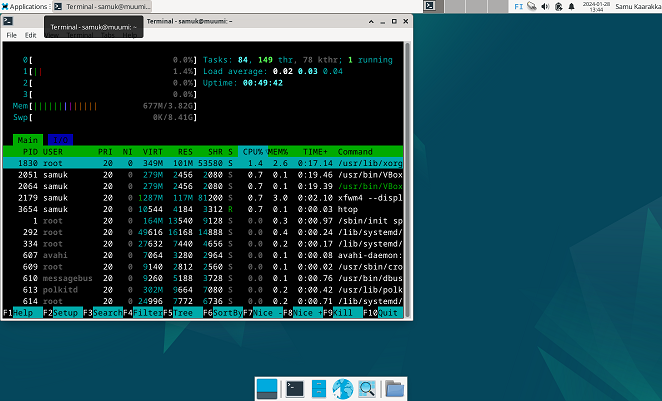 Applications
Terminal - samuk@muumi:...
FI
2024-01-28
13:44
Samu Kaarakka
Terminal - samuk@muumi: ~
File Edit
Terminal - samuk@muumi: ~
0[ 0.0%] Tasks: 84, 149 thr, 78 kthr; 1 running
1[|| 1.4%] Load average: 0.02 0.03 0.04
2[ 0.0%] Uptime: 00:49:42
3[ 0.0%]
Mem[||||||||||||||| 677M/3.82G]
Swp[ 0K/8.41G]
Main I/O
PID USER PRI NI VIRT RES SHR S CPU% MEM% TIME+ Command
1830 root 20 0 349M 101M 53580 S 1.4 2.6 0:17.14 /usr/lib/xorg
2051 samuk 20 0 279M 2456 2080 S 0.7 0.1 0:19.46 /usr/bin/VBox
2064 samuk 20 0 279M 2456 2080 S 0.7 0.1 0:19.39 /usr/bin/VBox
2179 samuk 20 0 1287M 117M 81200 S 0.7 3.0 0:02.10 xfwm4 --displ
3654 samuk 20 0 10544 4184 3312 R 0.7 0.1 0:00.03 htop
1 root 20 0 164M 13540 9128 S 0.0 0.3 0:00.97 /sbin/init sp
292 root 20 0 49616 16168 14888 S 0.0 0.4 0:00.24 /lib/systemd/
334 root 20 0 27632 7440 4656 S 0.0 0.2 0:00.17 /lib/systemd/
607 avahi 20 0 7064 3280 2964 S 0.0 0.1 0:00.08 avahi-daemon:
609 root 20 0 9140 2812 2560 S 0.0 0.1 0:00.02 /usr/sbin/cro
610 messagebus 20 0 9260 5188 3728 S 0.0 0.1 0:00.76 /usr/bin/dbus
613 polkitd 20 0 302M 9664 7080 S 0.0 0.2 0:00.42 /usr/lib/polk
614 root 20 0 24996 7772 6736 S 0.0 0.2 0:00.71 /lib/systemd/
F1Help F2Setup F3SearchF4FilterF5Tree F6SortByF7Nice -F8Nice +F9Kill F10Quit